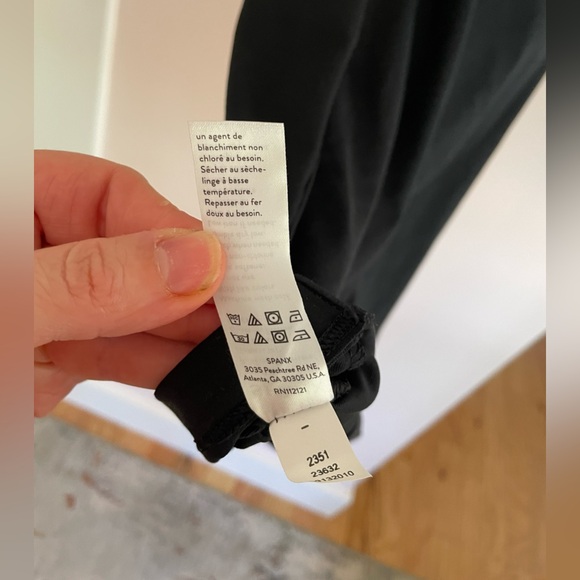 un agent de
blanchiment non
chloré au besoin.
Sécher au sèche-
linge à basse
température.
Repasser au fer
doux au besoin.
SPANX
3035 Peachtree Rd NE,
Atlanta, GA 30305 U.S.A.
RN112121
2351
23632